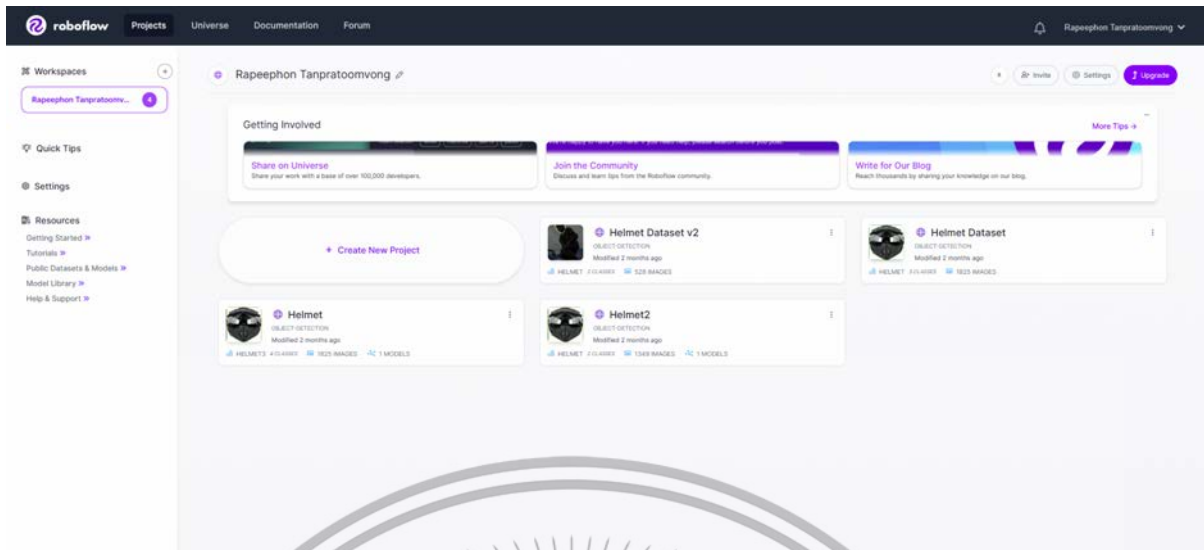 roboflow Projects Universe Documentation Forum Rapeephon Tanpratoomvong
Workspaces
Rapeephon Tanpratoomv... 4
Quick Tips
Settings
Resources
Getting Started »
Tutorials »
Public Datasets & Models »
Model Library »
Help & Support »
Rapeephon Tanpratoomvong
Invite Settings Upgrade
Getting Involved More Tips →
Share on Universe
Share your work with a base of over 100,000 developers.
Join the Community
Discuss and learn tips from the Roboflow community.
Write for Our Blog
Reach thousands by sharing your knowledge on our blog.
+ Create New Project
Helmet Dataset v2
OBJECT DETECTION
Modified 2 months ago
HELMET CLASSES 528 IMAGES
Helmet Dataset
OBJECT DETECTION
Modified 2 months ago
HELMET CLASSES 1825 IMAGES
Helmet
OBJECT DETECTION
Modified 2 months ago
HELMETS CLASSES 1825 IMAGES 1 MODELS
Helmet2
OBJECT DETECTION
Modified 2 months ago
HELMET CLASSES 1349 IMAGES 1 MODELS